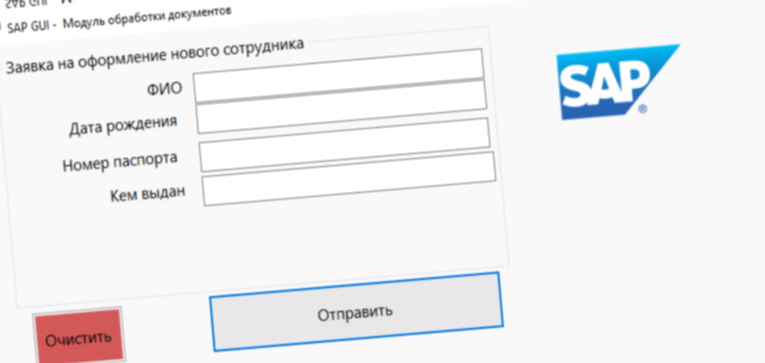 SAP GUI - Модуль обработки документов
Заявка на оформление нового сотрудника
ФИО
Дата рождения
Номер паспорта
Кем выдан
Очистить
Отправить
SAP®